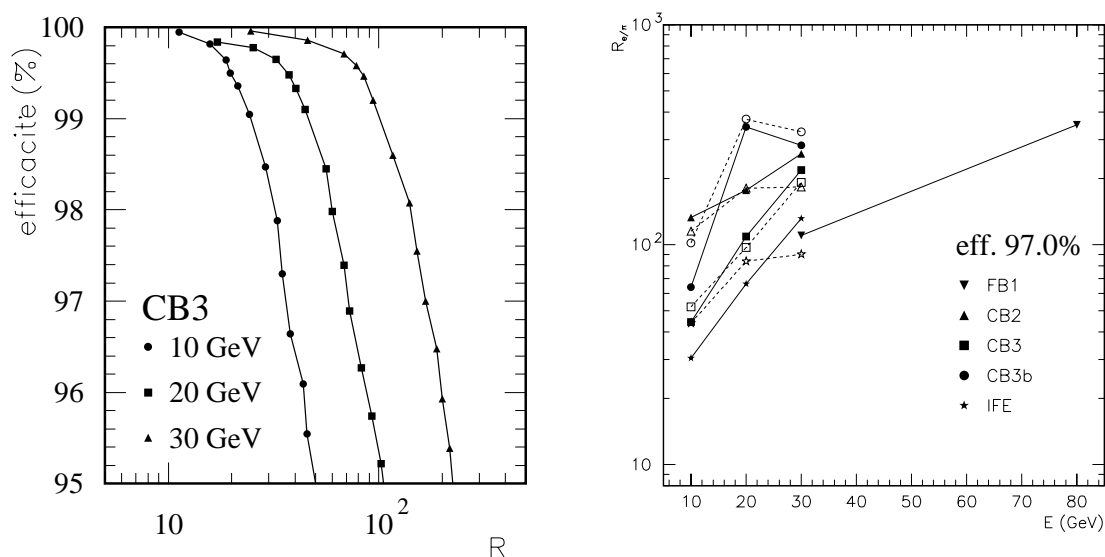 efficacite (%)
100
99
98
97
96
95
CB3
10 GeV
20 GeV
30 GeV
10
10²
R
R e/π
10³
10²
10
eff. 97.0%
FB1
CB2
CB3
CB3b
IFE
10 20 30 40 50 60 70 80
E (GeV)